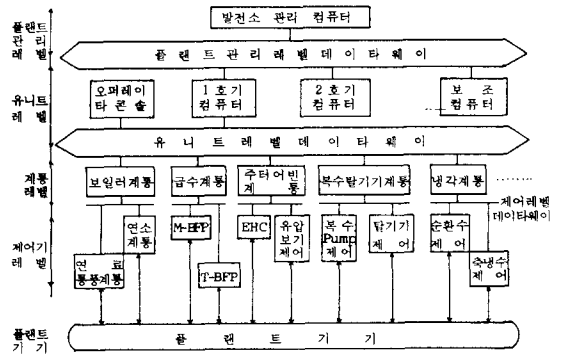 플랜트
관 리
레 벨
발전소 관리 컴퓨터
플랜트관리레벨데이타웨이
유니트
레 벨
오퍼레이
타콘솔
1 호기
컴퓨터
2 호기
컴퓨터
보 조
컴퓨터
유니트레벨데이타웨이
계통
레벨
보일러계통
급수계통
주터어빈
계 통
복수탈기기계통
냉각계통
제어레벨
데이타웨이
제어기
레 벨
연 료
통풍계통
연소
계통
M-BFP
T-BFP
EHC
유압
보기
제어
복 수
Pump
제어
탈기기
제 어
순환수
제 어
축냉수
제 어
플랜트
기 기
플 랜 트 기 기